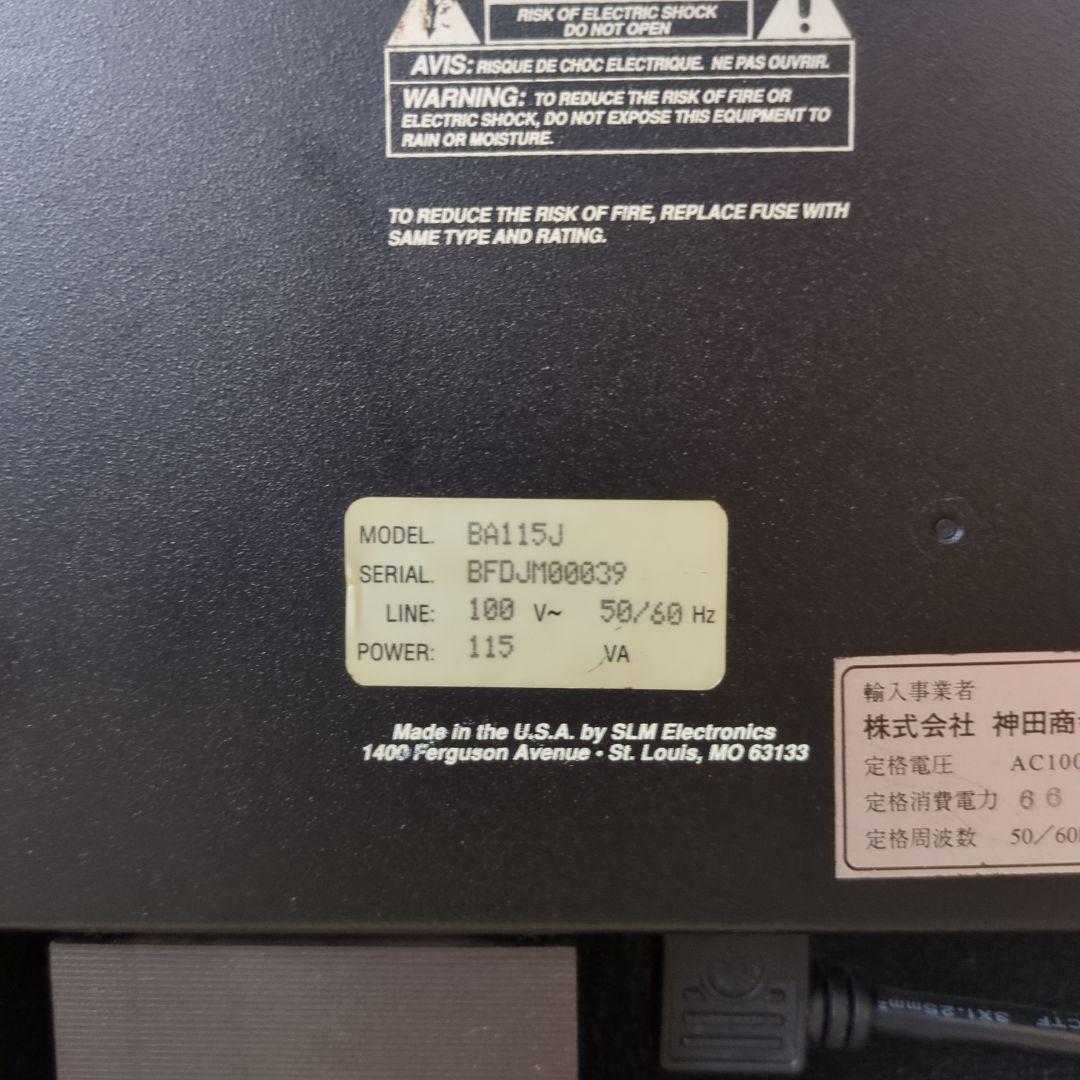 RISK OF ELECTRIC SHOCK
DO NOT OPEN
AVIS: RISQUE DE CHOC ELECTRIQUE. NE PAS OUVRIR.
WARNING: TO REDUCE THE RISK OF FIRE OR
ELECTRIC SHOCK, DO NOT EXPOSE THIS EQUIPMENT TO
RAIN OR MOISTURE.
TO REDUCE THE RISK OF FIRE, REPLACE FUSE WITH
SAME TYPE AND RATING.
MODEL. BA115J
SERIAL. BFDJM00039
LINE: 100 V~ 50/60 Hz
POWER: 115 VA
Made in the U.S.A. by SLM Electronics
1400 Ferguson Avenue • St. Louis, MO 63133
輸入事業者
株式会社 神田商
定格電圧 AC100
定格消費電力 66
定格周波数 50/60
CTF 3X1.25mm²